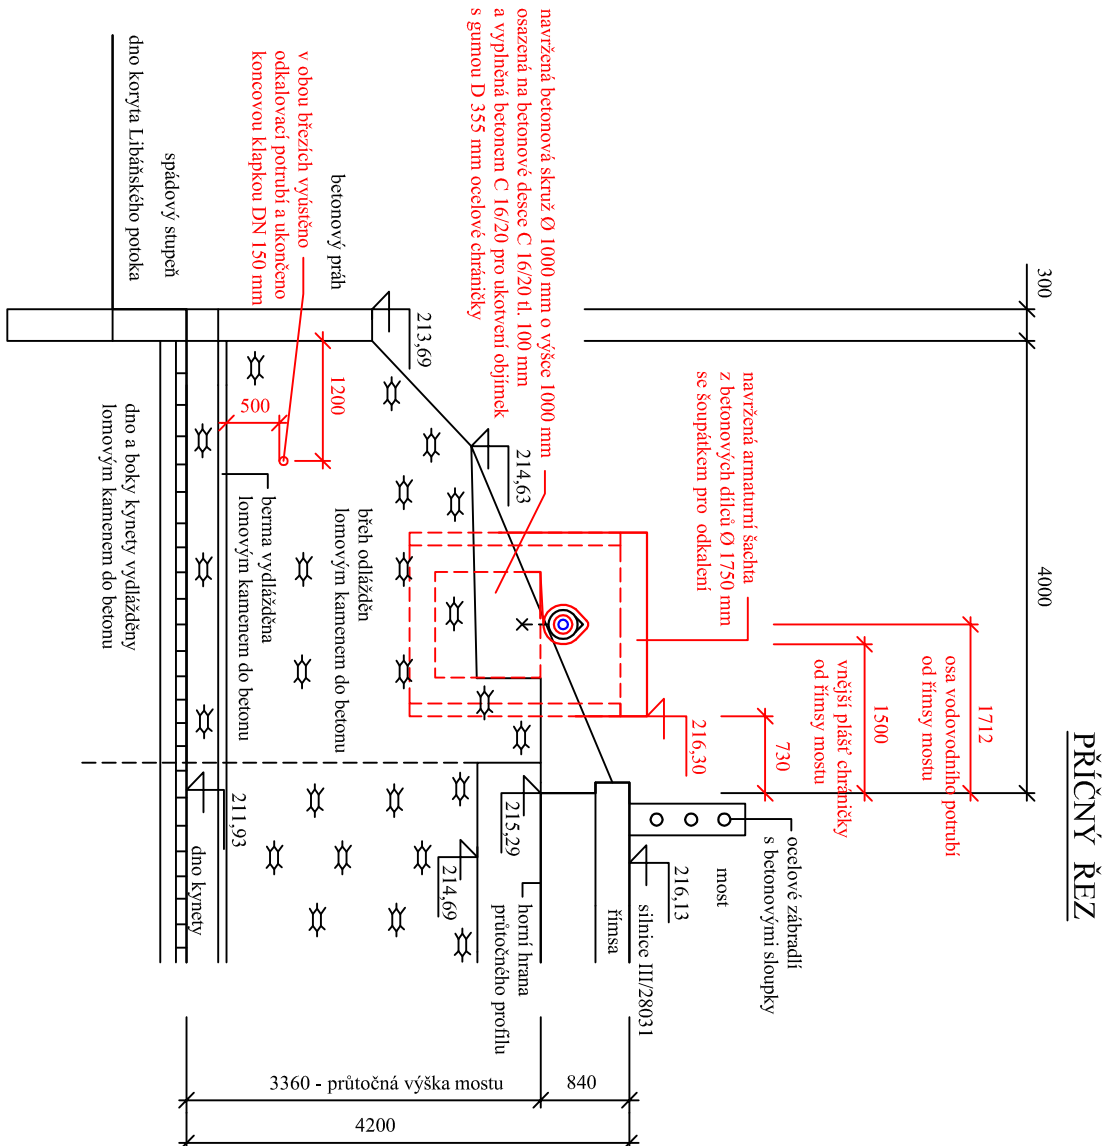 PŘÍČNÝ ŘEZ
300
4000
1712
osa vodovodního potrubí
od římsy mostu
1500
vnější plášť chráničky
od římsy mostu
730
navržená armaturní šachta
z betonových dílců Ø 1750 mm
se šoupátkem pro odkalení
216,30
navržená betonová skruž Ø 1000 mm o výšce 1000 mm
osazená na betonové desce C 16/20 tl. 100 mm
a vyplněná betonem C 16/20 pro ukotvení objímek
s gumou D 355 mm ocelové chráničky
ocelové zábradlí
s betonovými sloupky
most
216,13
silnice III/28031
římsa
horní hrana
průtočného profilu
215,29
214,69
214,63
213,69
1200
500
betonový práh
v obou březích vyústěno
odkalovací potrubí a ukončeno
koncovou klapkou DN 150 mm
břeh odlážděn
lomovým kamenem do betonu
berma vydlážděna
lomovým kamenem do betonu
211,93
dno kynety
spádový stupeň
dno koryta Libáňského potoka
dno a boky kynety vydlážděny
lomovým kamenem do betonu
3360 - průtočná výška mostu
840
4200